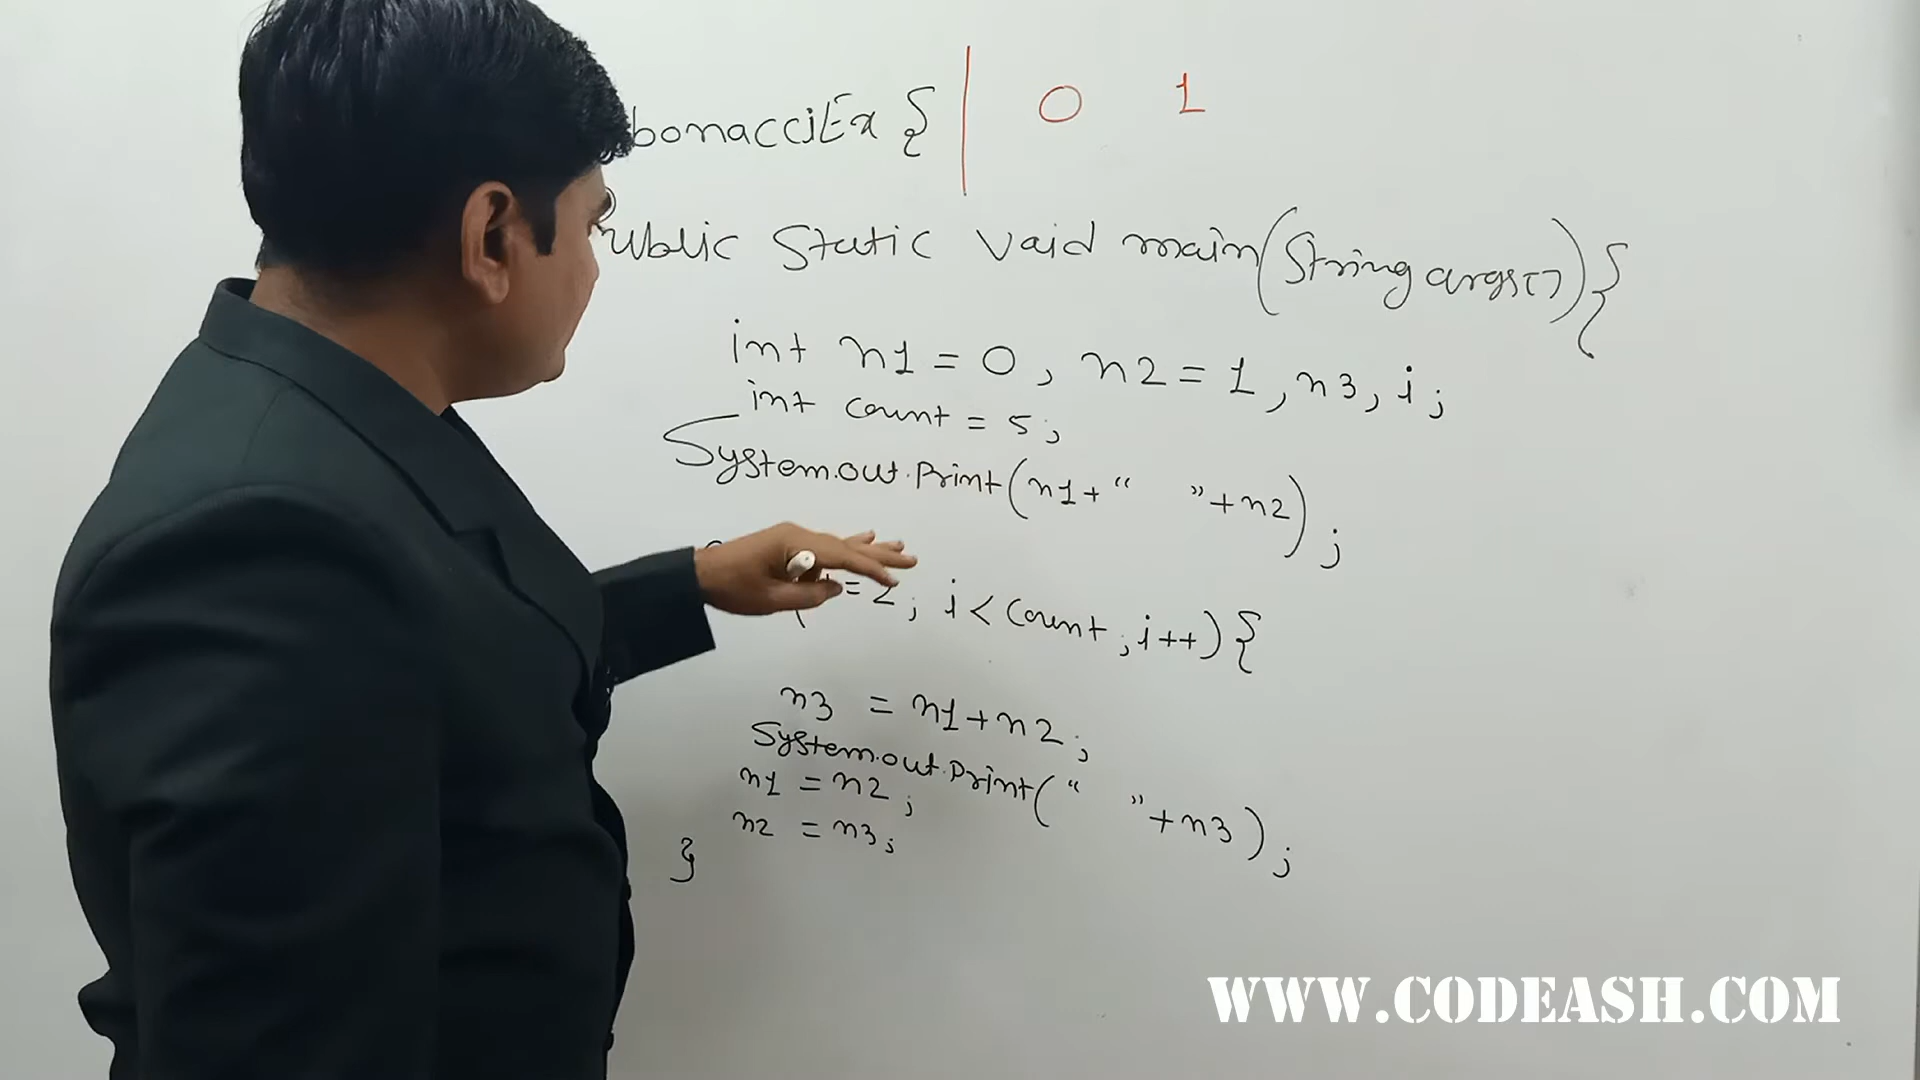 bonacciEx { 0 1
Public Static Void main(String args[]){
int n1 = 0, n2 = 1, n3, i;
int count = 5;
System.out.Print(n1+"  "+n2);
=2; i < Count; i++){
n3 = n1+n2;
System.out.Print("  "+n3);
n1 = n2;
n2 = n3;
}
WWW.CODEASH.COM